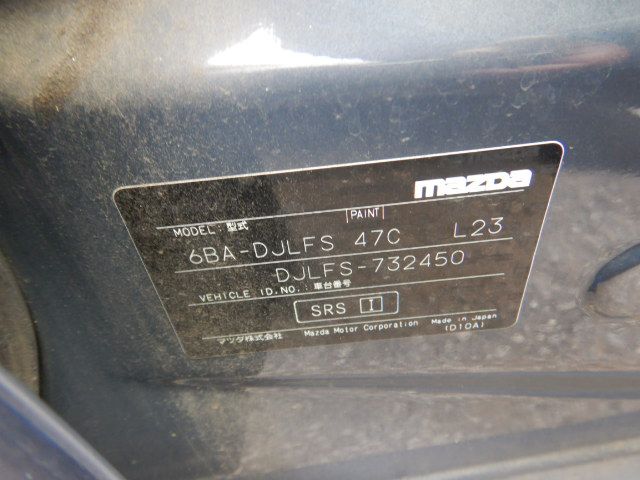 mazda
MODEL: 型式 PAINT
6BA-DJLFS 47C L23
DJLFS-732450
VEHICLE ID.NO.: 車台番号
SRS I
マツダ株式会社 Mazda Motor Corporation Made in Japan
(D10A)